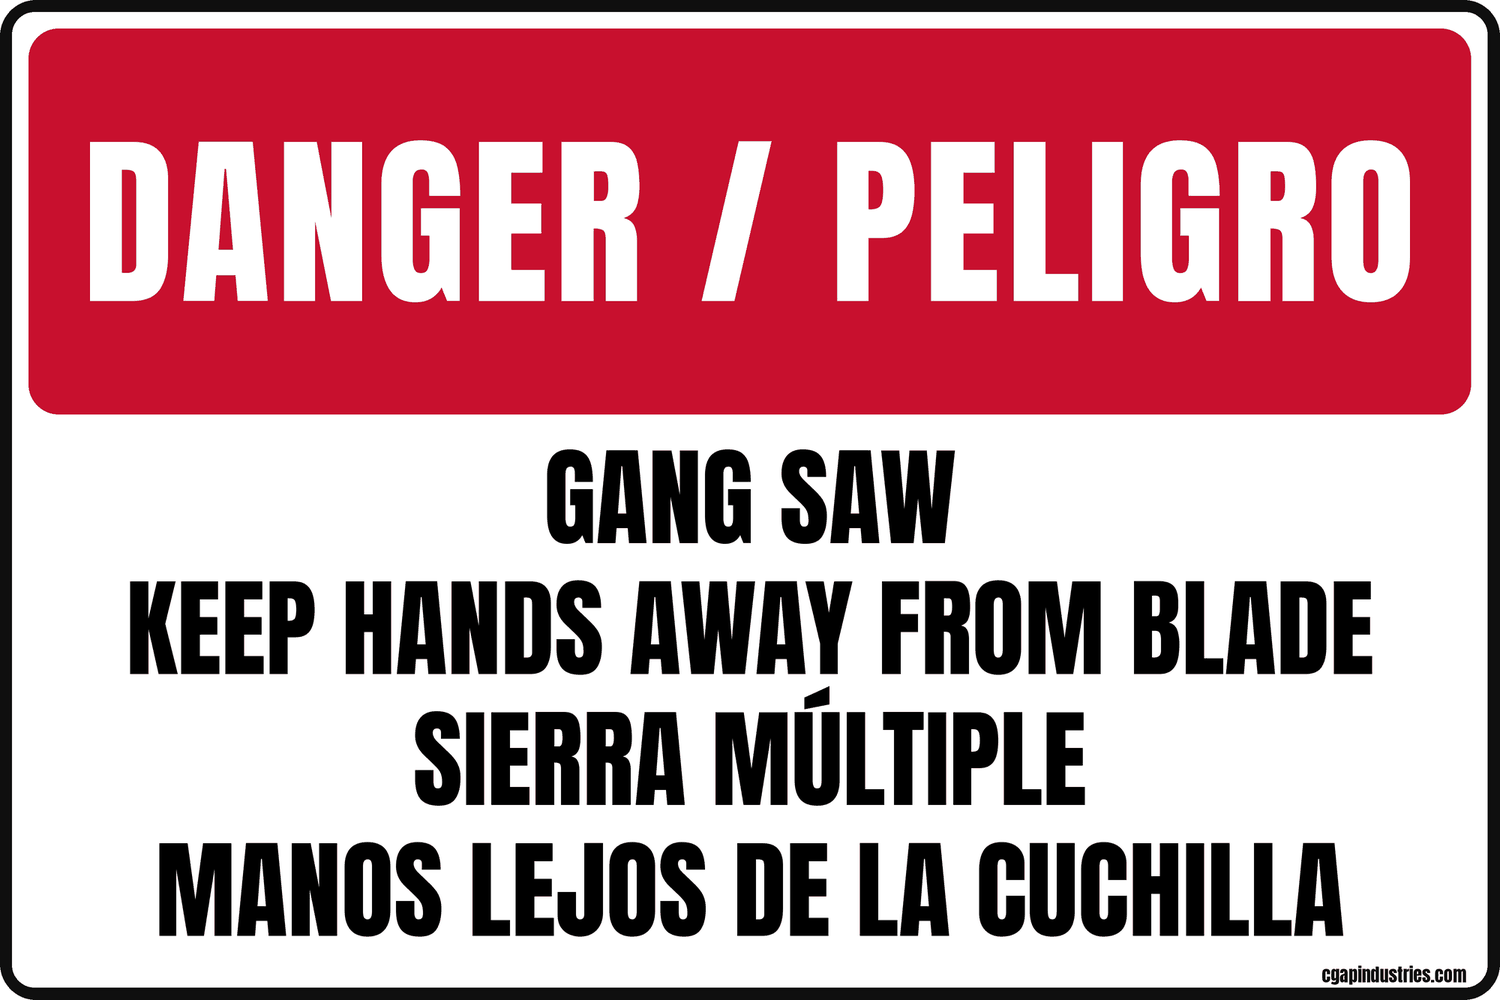 DANGER / PELIGRO
GANG SAW
KEEP HANDS AWAY FROM BLADE
SIERRA MÚLTIPLE
MANOS LEJOS DE LA CUCHILLA
cgapindustries.com